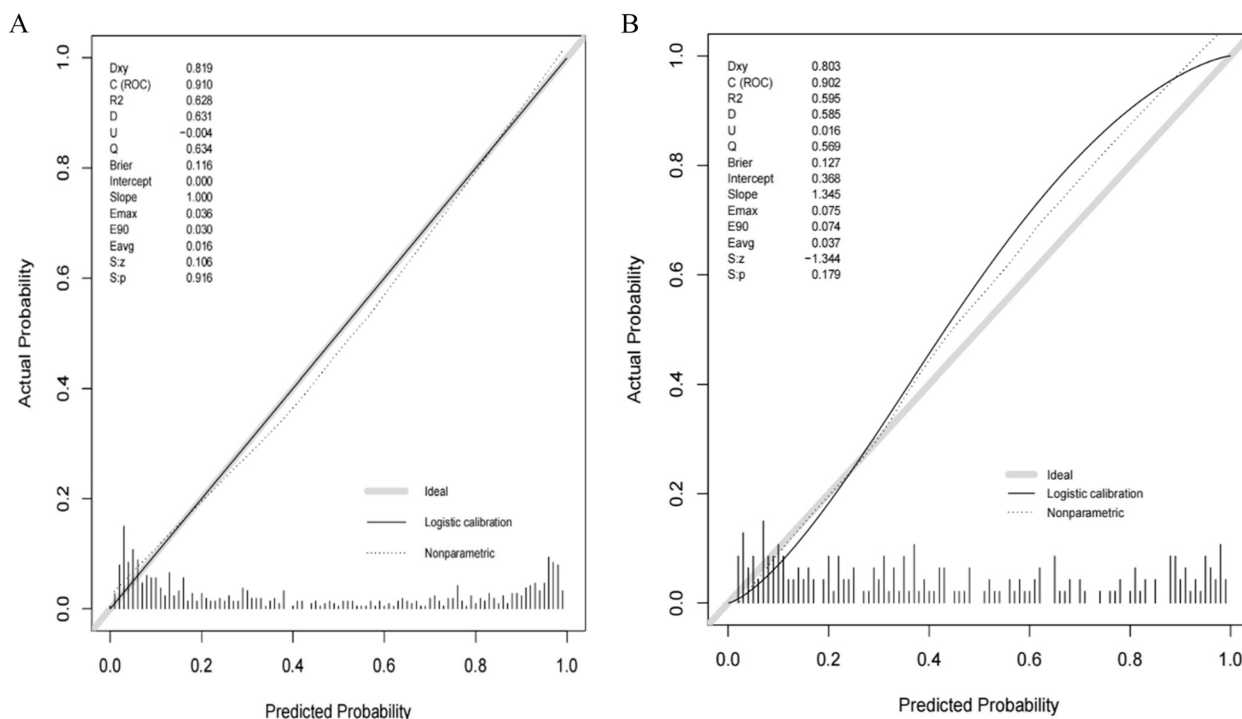 A
Dxy 0.819
C (ROC) 0.910
R2 0.628
D 0.631
U −0.004
Q 0.634
Brier 0.116
Intercept 0.000
Slope 1.000
Emax 0.036
E90 0.030
Eavg 0.016
S:z 0.106
S:p 0.916
Actual Probability
1.0
0.8
0.6
0.4
0.2
0.0
Ideal
Logistic calibration
Nonparametric
0.0 0.2 0.4 0.6 0.8 1.0
Predicted Probability
B
Dxy 0.803
C (ROC) 0.902
R2 0.595
D 0.585
U 0.016
Q 0.569
Brier 0.127
Intercept 0.368
Slope 1.345
Emax 0.075
E90 0.074
Eavg 0.037
S:z −1.344
S:p 0.179
Actual Probability
1.0
0.8
0.6
0.4
0.2
0.0
Ideal
Logistic calibration
Nonparametric
0.0 0.2 0.4 0.6 0.8 1.0
Predicted Probability